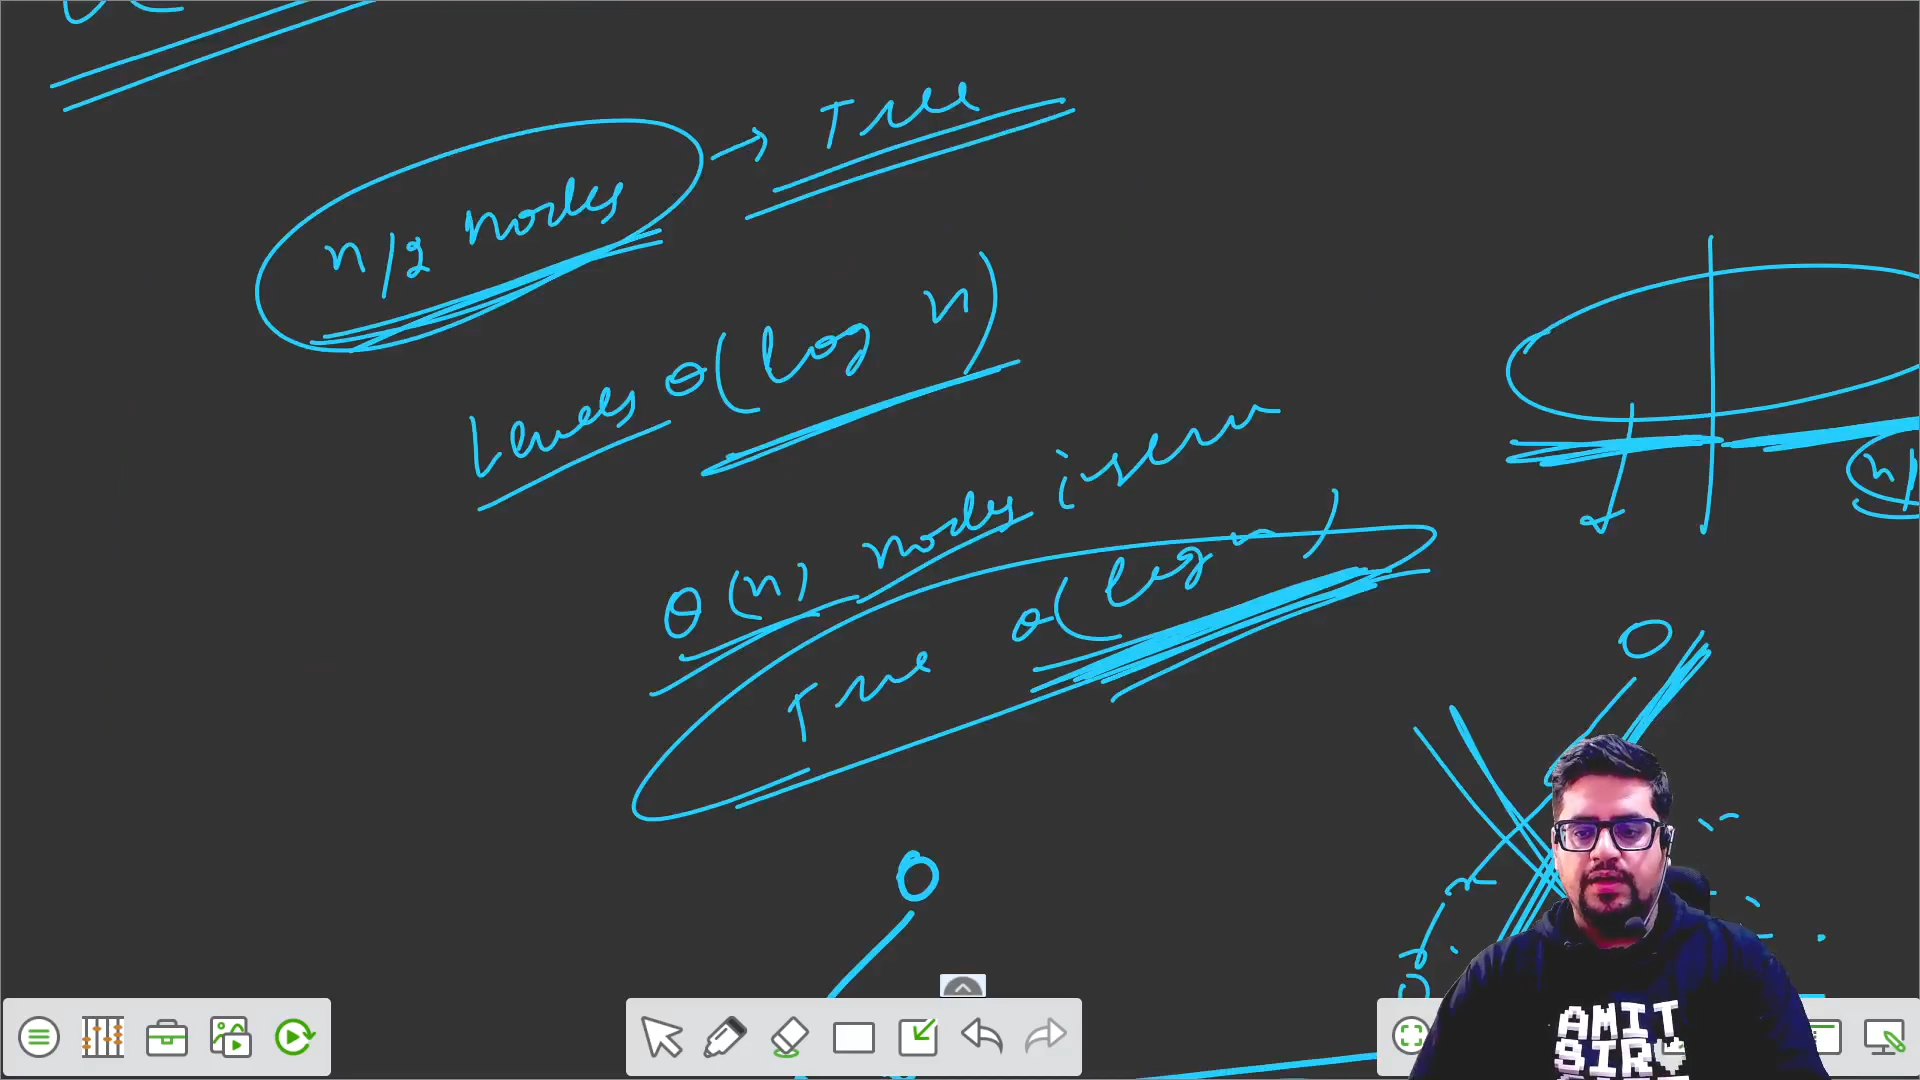 n/2 nodes → Tree
Levels θ(log n)
θ(n) nodes insert
Tree θ(log n)
n/
AMIT
SIR